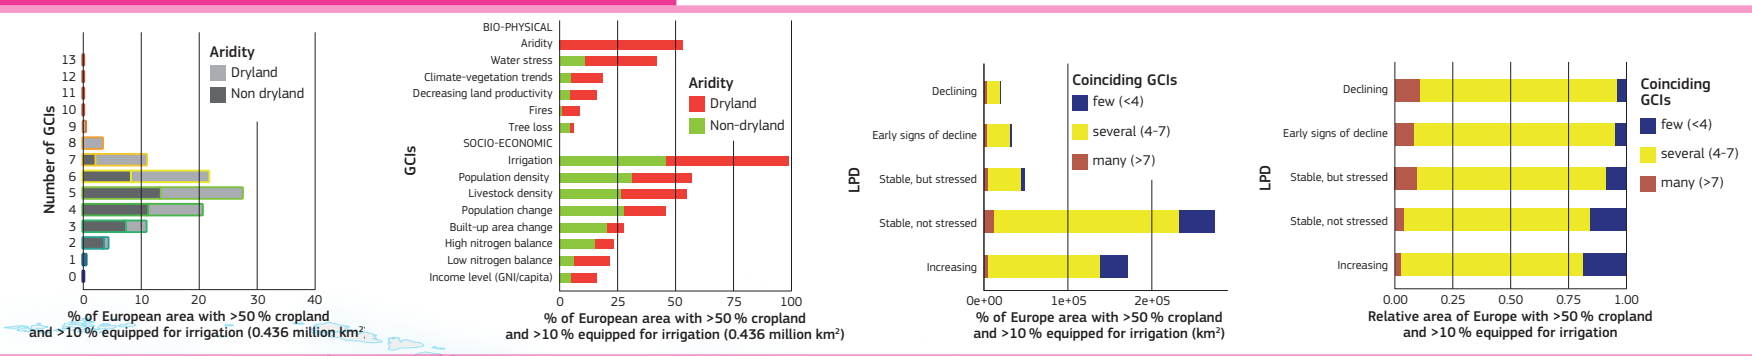 Number of GCIs
13
12
11
10
9
8
7
6
5
4
3
2
1
0
Aridity
Dryland
Non dryland
0 10 20 30 40
% of European area with >50 % cropland
and >10 % equipped for irrigation (0.436 million km²)
GCIs
BIO-PHYSICAL
Aridity
Water stress
Climate-vegetation trends
Decreasing land productivity
Fires
Tree loss
SOCIO-ECONOMIC
Irrigation
Population density
Livestock density
Population change
Built-up area change
High nitrogen balance
Low nitrogen balance
Income level (GNI/capita)
Aridity
Dryland
Non-dryland
0 25 50 75 100
% of European area with >50 % cropland
and >10 % equipped for irrigation (0.436 million km²)
LPD
Declining
Early signs of decline
Stable, but stressed
Stable, not stressed
Increasing
Coinciding GCIs
few (<4)
several (4-7)
many (>7)
0e+00 1e+05 2e+05
% of Europe area with >50 % cropland
and >10 % equipped for irrigation (km²)
LPD
Declining
Early signs of decline
Stable, but stressed
Stable, not stressed
Increasing
Coinciding
GCIs
few (<4)
several (4-7)
many (>7)
0.00 0.25 0.50 0.75 1.00
Relative area of Europe with >50 % cropland
and >10 % equipped for irrigation